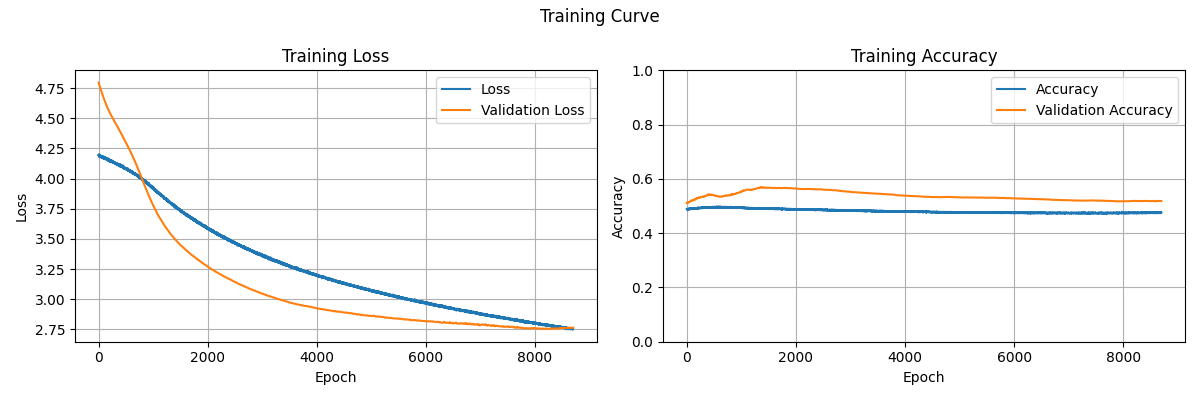 Training Curve
Training Loss
Loss
Validation Loss
4.75
4.50
4.25
4.00
3.75
3.50
3.25
3.00
2.75
Loss
0
2000
4000
6000
8000
Epoch
Training Accuracy
Accuracy
Validation Accuracy
1.0
0.8
0.6
0.4
0.2
0.0
Accuracy
0
2000
4000
6000
8000
Epoch